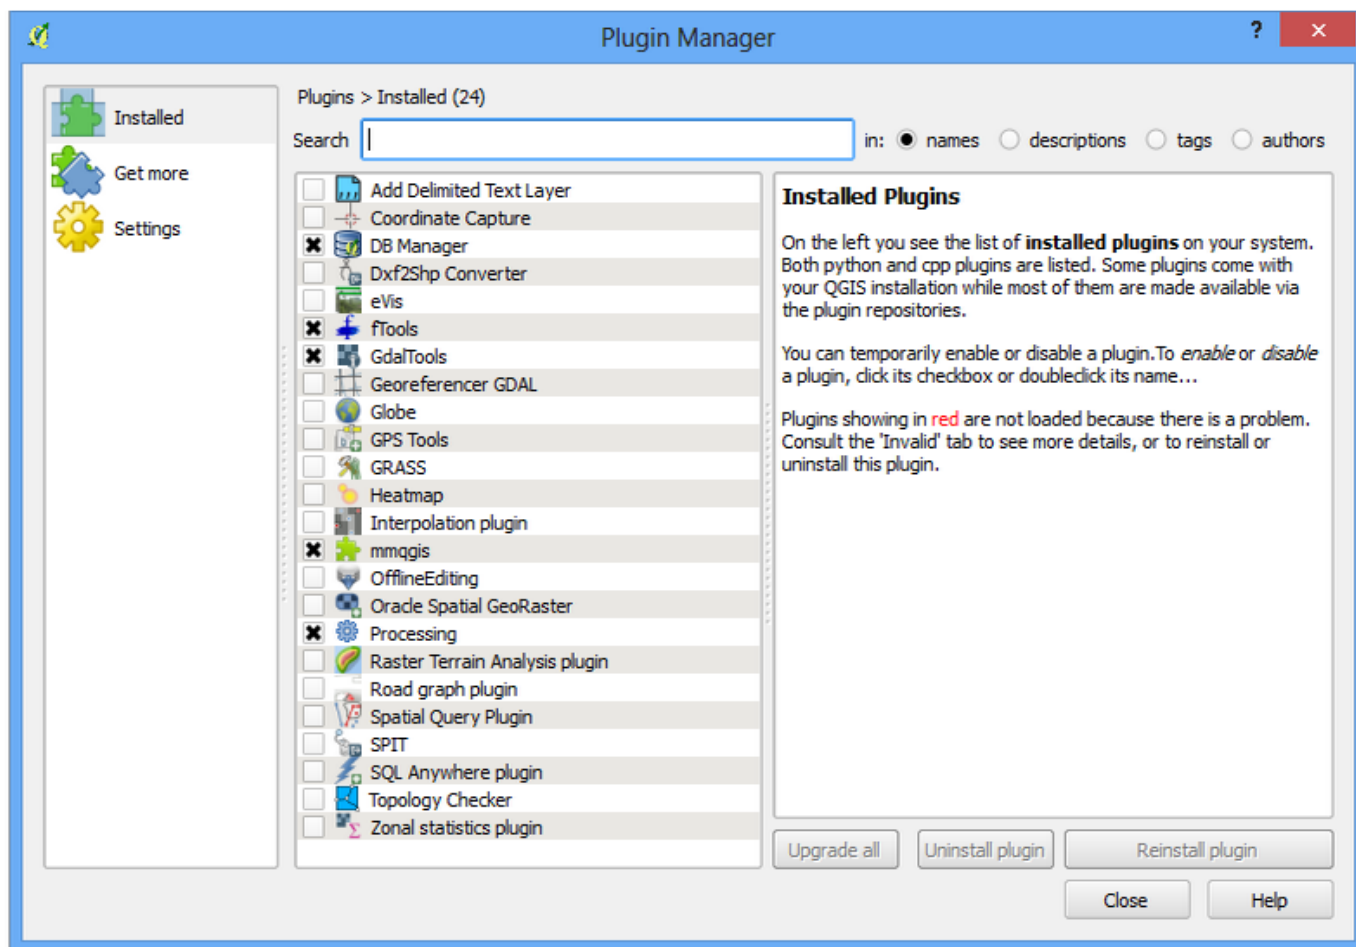 Plugin Manager
?
Installed
Get more
Settings
Plugins > Installed (24)
Search in: names descriptions tags authors
Add Delimited Text Layer
Coordinate Capture
DB Manager
Dxf2Shp Converter
eVis
fTools
GdalTools
Georeferencer GDAL
Globe
GPS Tools
GRASS
Heatmap
Interpolation plugin
mmqgis
OfflineEditing
Oracle Spatial GeoRaster
Processing
Raster Terrain Analysis plugin
Road graph plugin
Spatial Query Plugin
SPIT
SQL Anywhere plugin
Topology Checker
Zonal statistics plugin
Installed Plugins
On the left you see the list of installed plugins on your system.
Both python and cpp plugins are listed. Some plugins come with
your QGIS installation while most of them are made available via
the plugin repositories.
You can temporarily enable or disable a plugin.To enable or disable
a plugin, click its checkbox or doubleclick its name...
Plugins showing in red are not loaded because there is a problem.
Consult the 'Invalid' tab to see more details, or to reinstall or
uninstall this plugin.
Upgrade all Uninstall plugin Reinstall plugin
Close Help